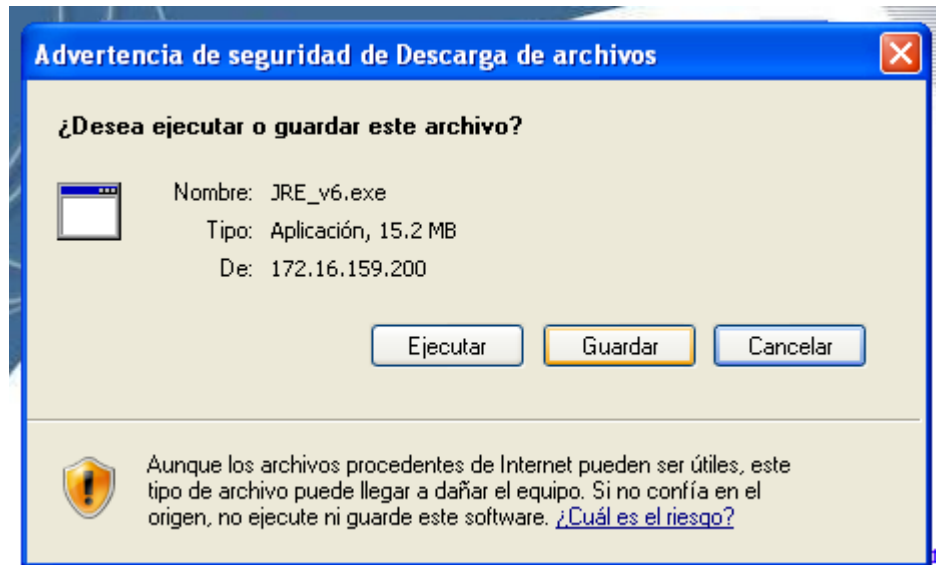 Advertencia de seguridad de Descarga de archivos
¿Desea ejecutar o guardar este archivo?
Nombre: JRE_v6.exe
Tipo: Aplicación, 15.2 MB
De: 172.16.159.200
Ejecutar Guardar Cancelar
Aunque los archivos procedentes de Internet pueden ser útiles, este
tipo de archivo puede llegar a dañar el equipo. Si no confía en el
origen, no ejecute ni guarde este software. ¿Cuál es el riesgo?